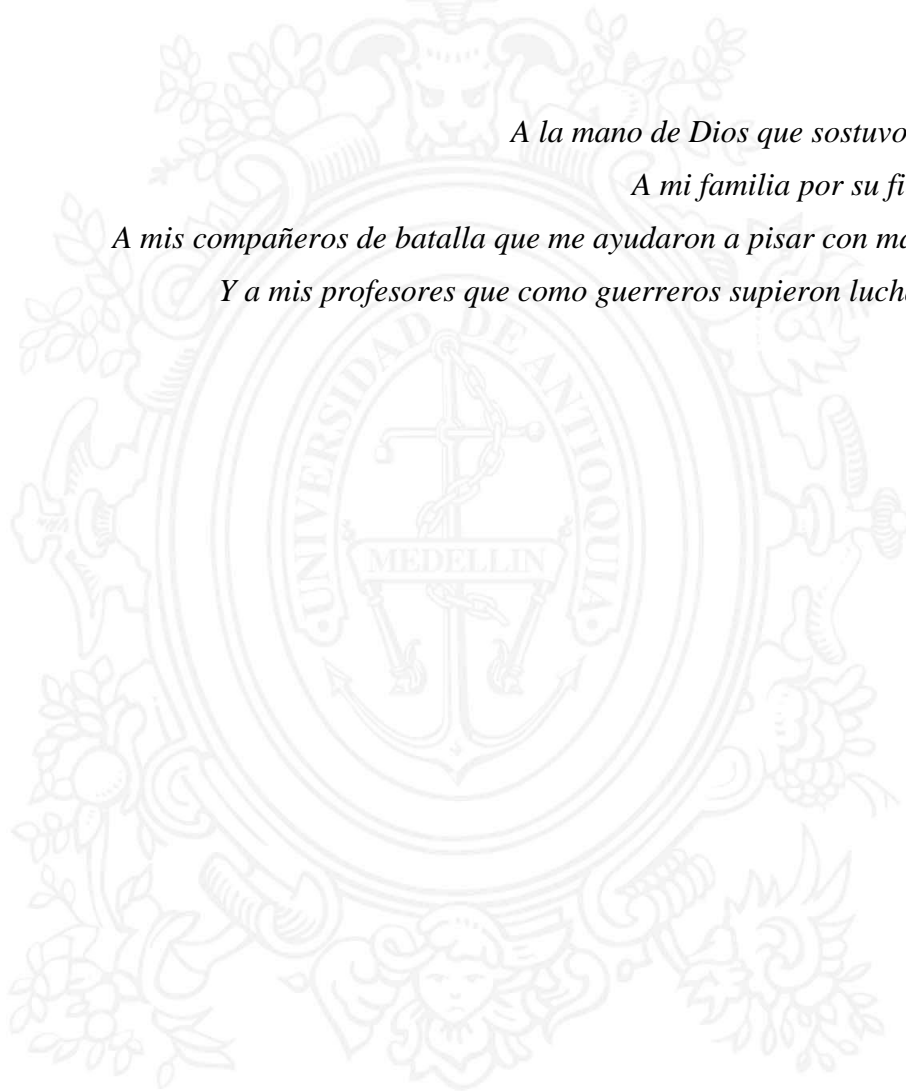 A la mano de Dios que sostuvo
A mi familia por su
A mis compañeros de batalla que me ayudaron a pisar con
Y a mis profesores que como guerreros supieron
UNIVERSIDAD DE ANTIOQUIA
MEDELLIN